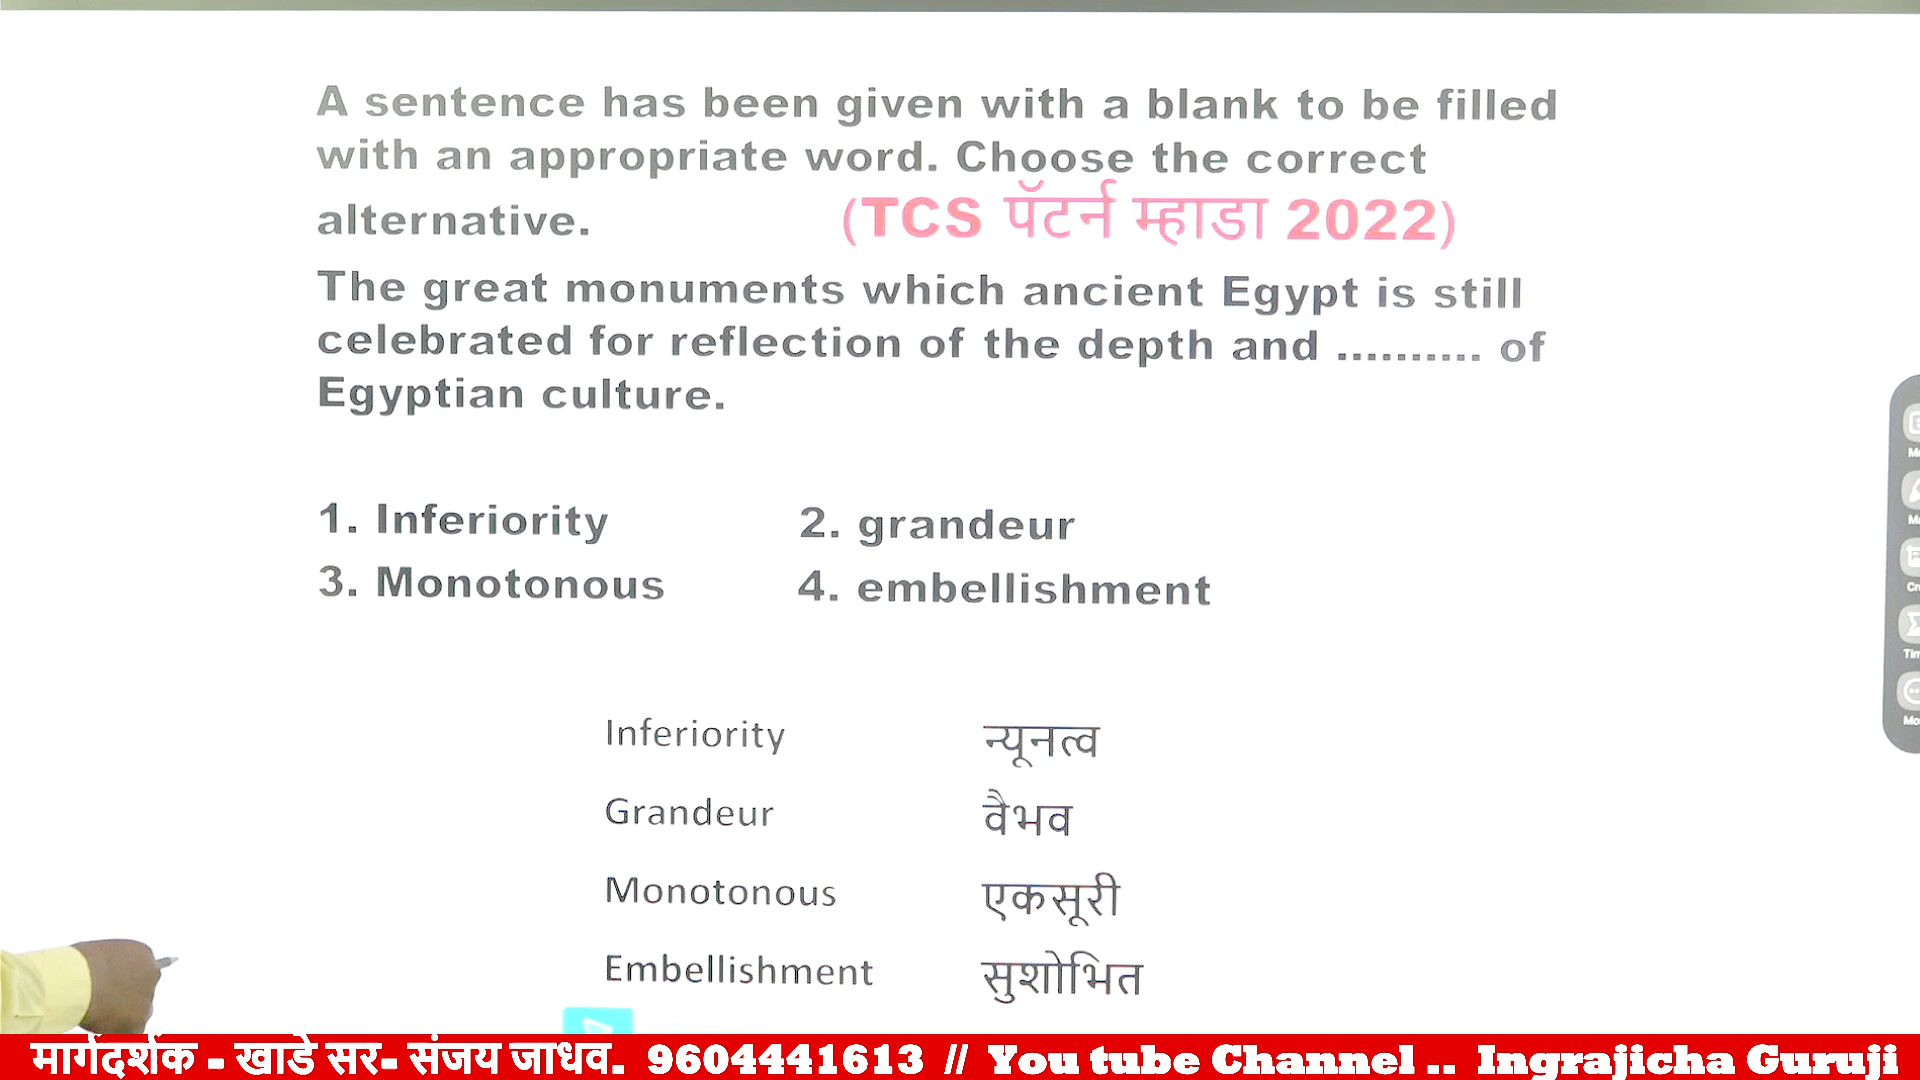 A sentence has been given with a blank to be filled
with an appropriate word. Choose the correct
alternative. (TCS पॅटर्न म्हाडा 2022)
The great monuments which ancient Egypt is still
celebrated for reflection of the depth and .......... of
Egyptian culture.
1. Inferiority 2. grandeur
3. Monotonous 4. embellishment
Inferiority न्यूनत्व
Grandeur वैभव
Monotonous एकसूरी
Embellishment सुशोभित
मार्गदर्शक - खाडे सर- संजय जाधव. 9604441613 // You tube Channel .. Ingrajicha Guruji